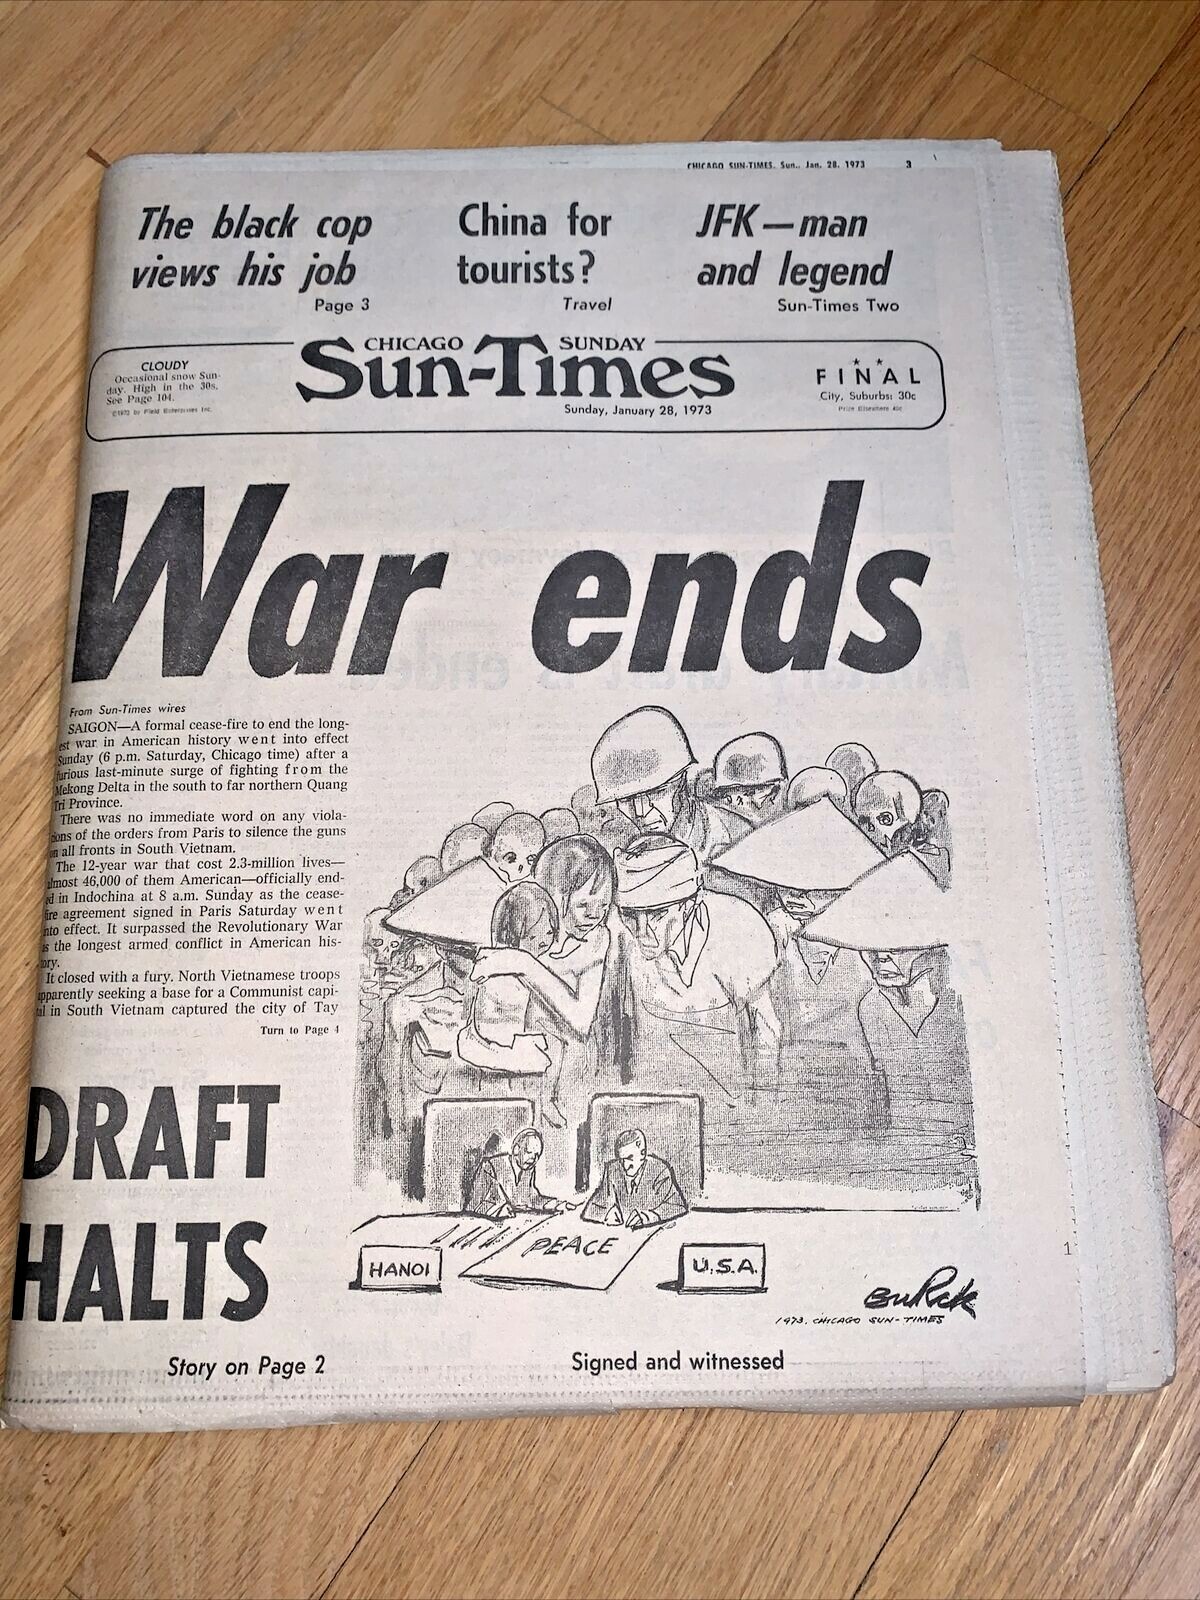 CHICAGO SUN-TIMES, Sun., Jan. 28, 1973 3
The black cop
views his job
Page 3
China for
tourists?
Travel
JFK—man
and legend
Sun-Times Two
CLOUDY
Occasional snow Sun-
day. High in the 30s.
See Page 104.
©1973 by Field Enterprises Inc.
CHICAGO SUNDAY
Sun-Times
Sunday, January 28, 1973
FINAL
City, Suburbs: 30c
Price Elsewhere 40c
War ends
From Sun-Times wires
SAIGON—A formal cease-fire to end the long-
est war in American history went into effect
Sunday (6 p.m. Saturday, Chicago time) after a
furious last-minute surge of fighting from the
Mekong Delta in the south to far northern Quang
Tri Province.
There was no immediate word on any viola-
tions of the orders from Paris to silence the guns
on all fronts in South Vietnam.
The 12-year war that cost 2.3-million lives—
almost 46,000 of them American—officially end-
ed in Indochina at 8 a.m. Sunday as the cease-
fire agreement signed in Paris Saturday went
into effect. It surpassed the Revolutionary War
as the longest armed conflict in American his-
tory.
It closed with a fury. North Vietnamese troops
apparently seeking a base for a Communist capi-
tal in South Vietnam captured the city of Tay
Turn to Page 4
DRAFT
HALTS
Story on Page 2
PEACE
HANOI
U.S.A.
Burck
1973, CHICAGO SUN-TIMES
Signed and witnessed
1